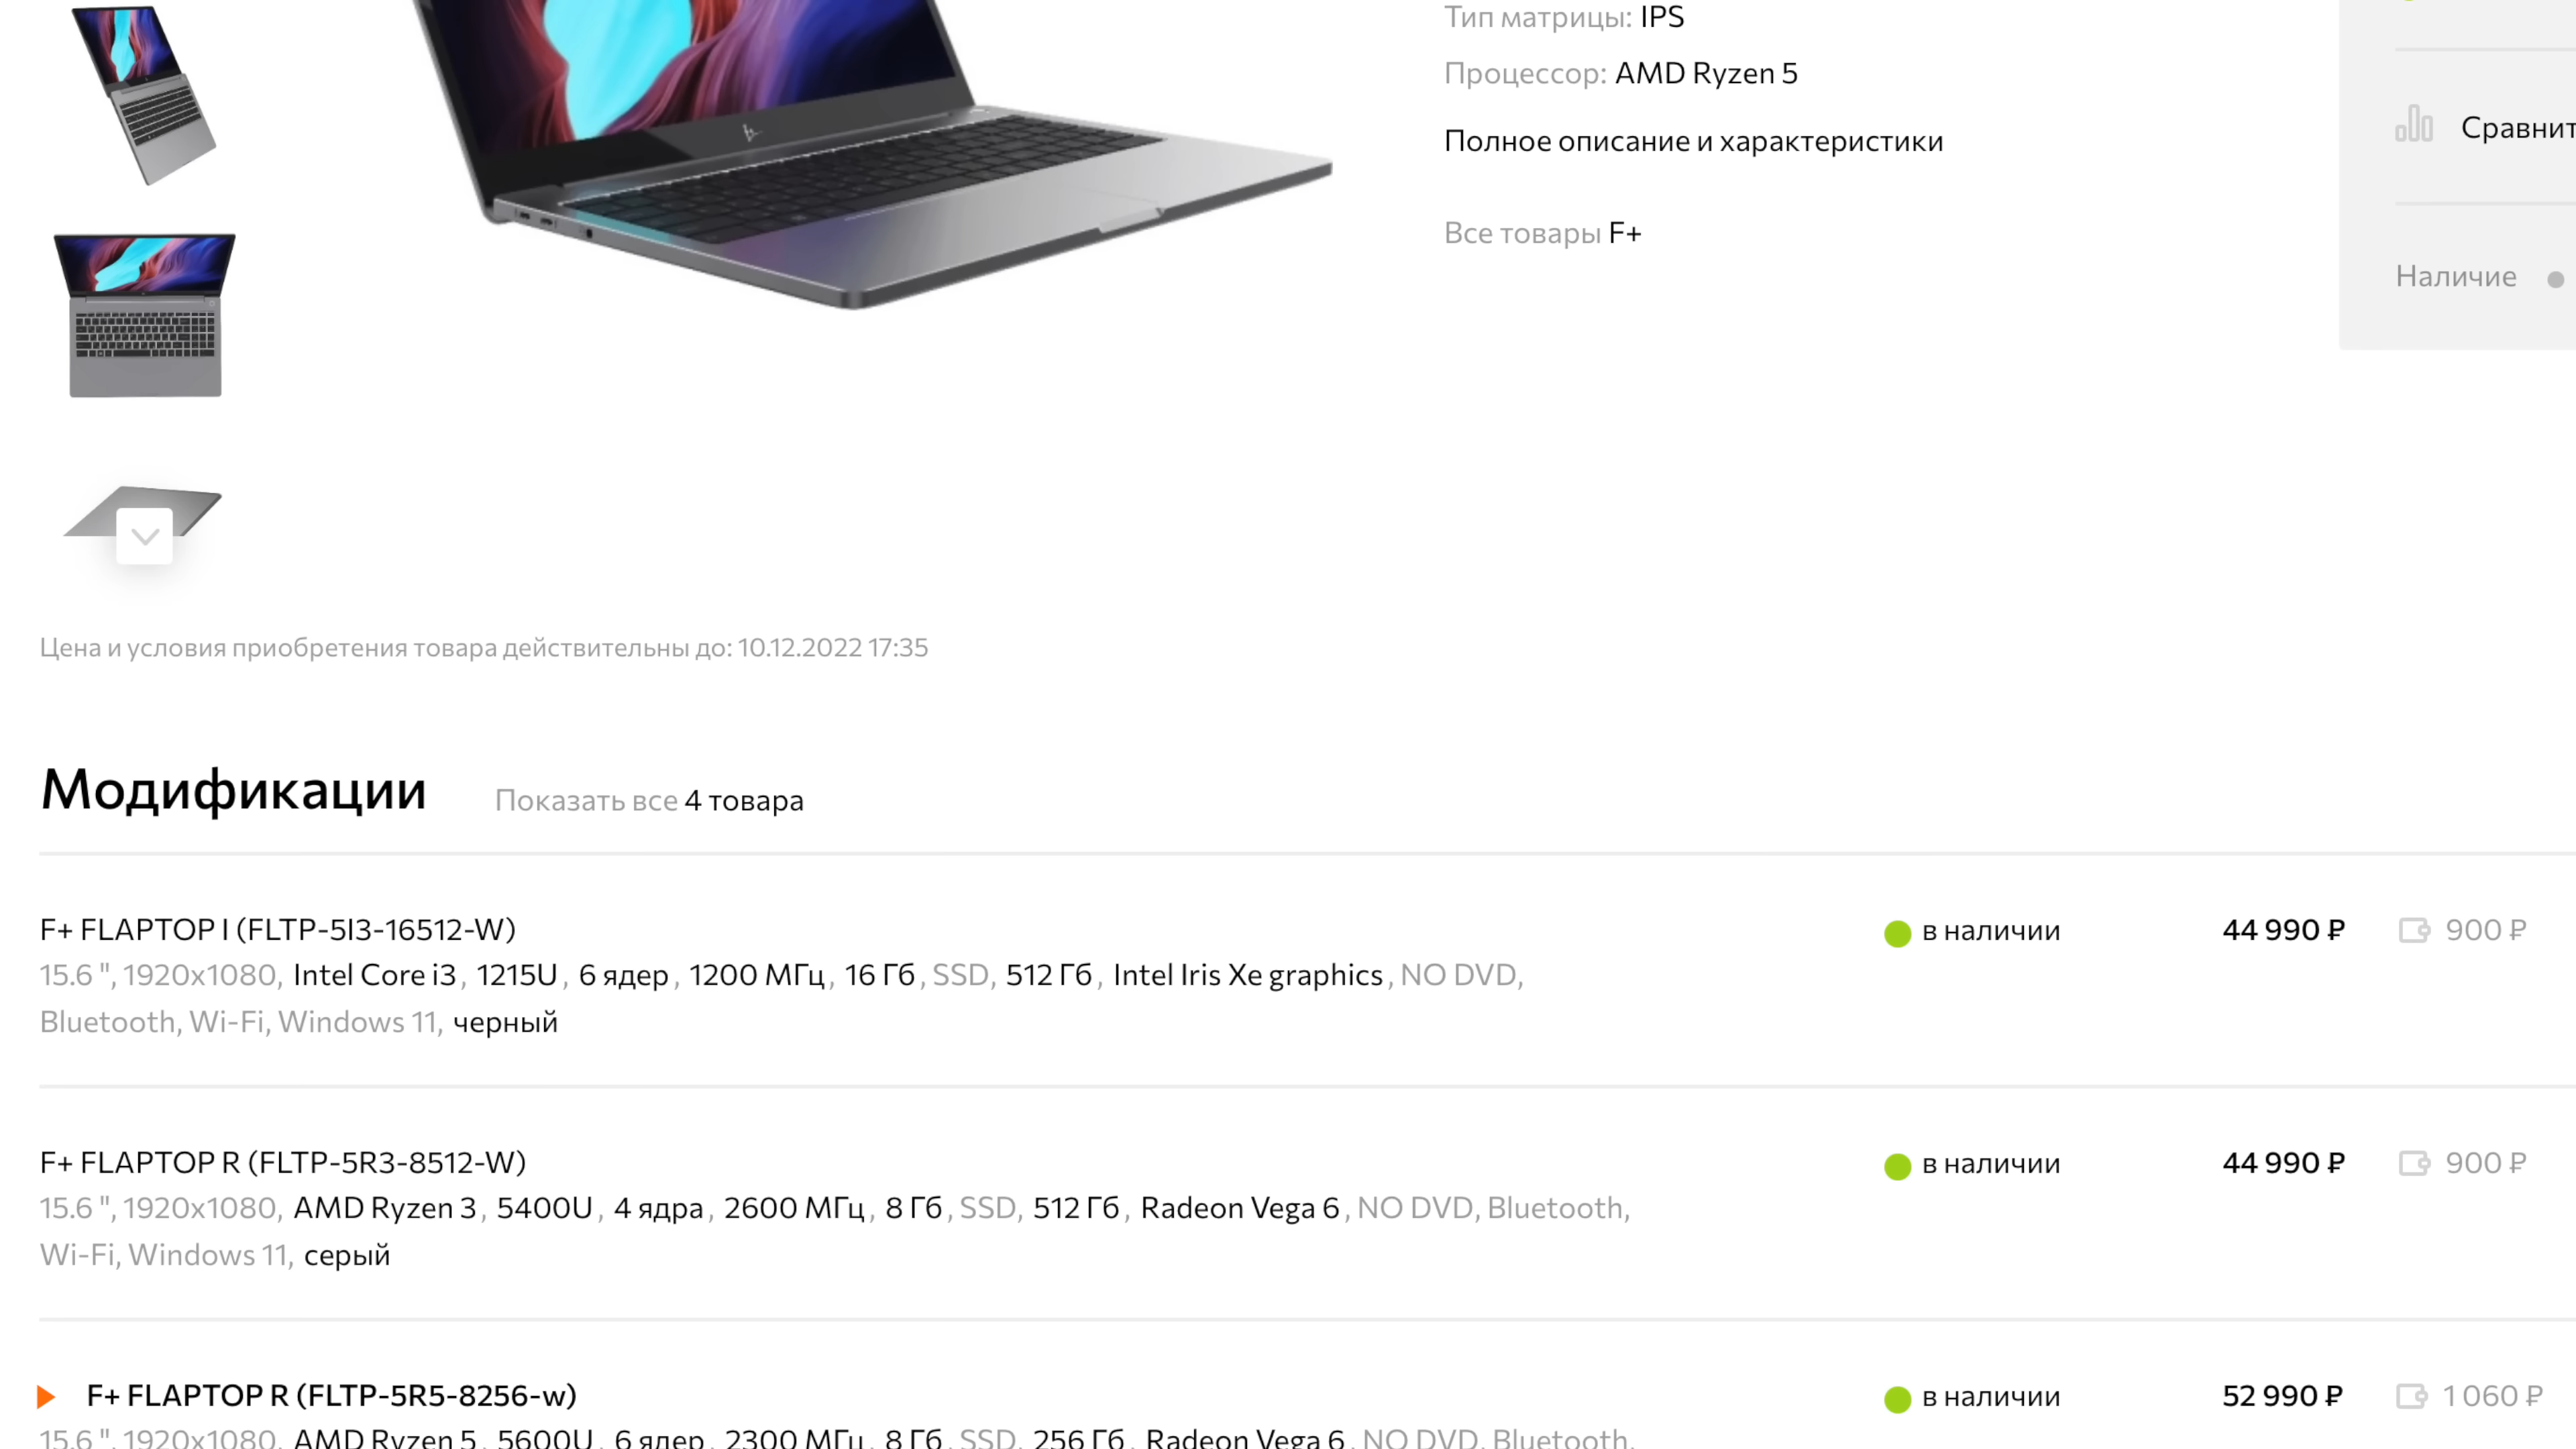 Тип матрицы: IPS
Процессор: AMD Ryzen 5
Полное описание и характеристики
Все товары F+
Наличие
Цена и условия приобретения товара действительны до: 10.12.2022 17:35
Модификации Показать все 4 товара
F+ FLAPTOP I (FLTP-5I3-16512-W) в наличии 44 990 ₽ 900 ₽
15.6 ", 1920x1080, Intel Core i3, 1215U, 6 ядер, 1200 МГц, 16 Гб, SSD, 512 Гб, Intel Iris Xe graphics, NO DVD,
Bluetooth, Wi-Fi, Windows 11, черный
F+ FLAPTOP R (FLTP-5R3-8512-W) в наличии 44 990 ₽ 900 ₽
15.6 ", 1920x1080, AMD Ryzen 3, 5400U, 4 ядра, 2600 МГц, 8 Гб, SSD, 512 Гб, Radeon Vega 6, NO DVD, Bluetooth,
Wi-Fi, Windows 11, серый
F+ FLAPTOP R (FLTP-5R5-8256-w) в наличии 52 990 ₽ 1 060 ₽
15.6 ", 1920x1080, AMD Ryzen 5, 5600U, 6 ядер, 2300 МГц, 8 Гб, SSD, 256 Гб, Radeon Vega 6, NO DVD, Bluetooth,